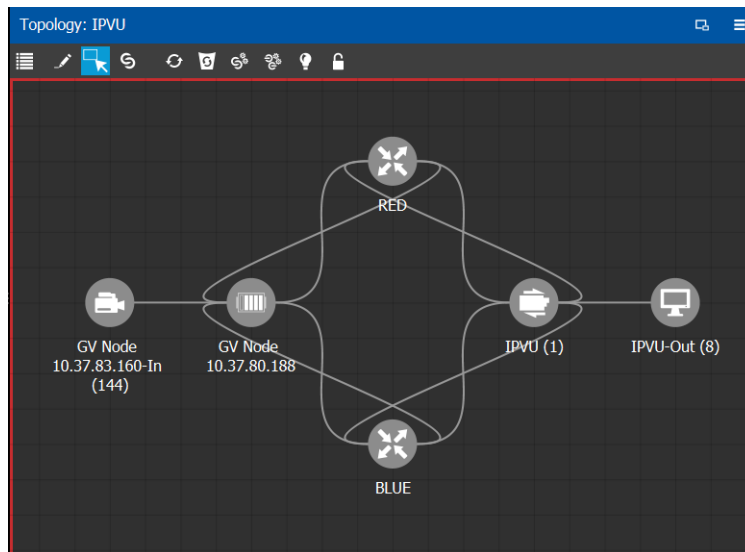 Topology: IPVU
RED
GV Node
10.37.83.160-In
(144)
GV Node
10.37.80.188
IPVU (1)
IPVU-Out (8)
BLUE